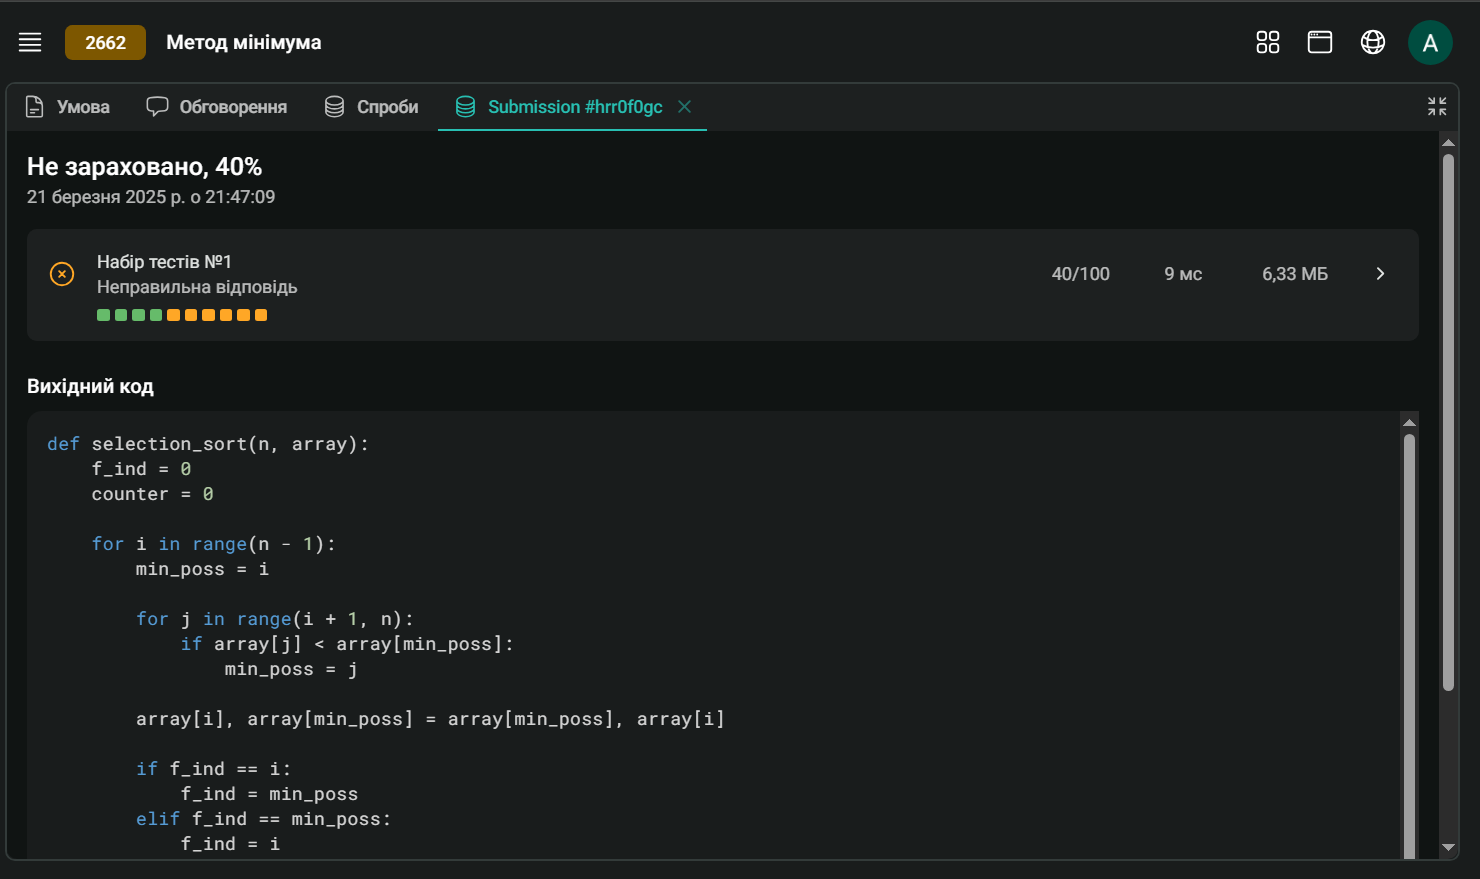 2662 Метод мінімума A
Умова Обговорення Спроби Submission #hrr0f0gc
Не зараховано, 40%
21 березня 2025 р. о 21:47:09
Набір тестів №1
Неправильна відповідь
40/100 9 мс 6,33 МБ
Вихідний код
def selection_sort(n, array):
    f_ind = 0
    counter = 0
    for i in range(n - 1):
        min_poss = i
        for j in range(i + 1, n):
            if array[j] < array[min_poss]:
                min_poss = j
        array[i], array[min_poss] = array[min_poss], array[i]
        if f_ind == i:
            f_ind = min_poss
        elif f_ind == min_poss:
            f_ind = i